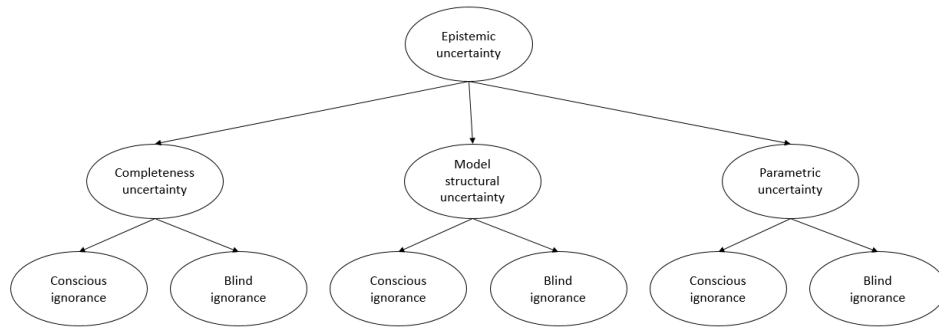 Epistemic
uncertainty
Completeness
uncertainty
Model
structural
uncertainty
Parametric
uncertainty
Conscious
ignorance
Blind
ignorance
Conscious
ignorance
Blind
ignorance
Conscious
ignorance
Blind
ignorance